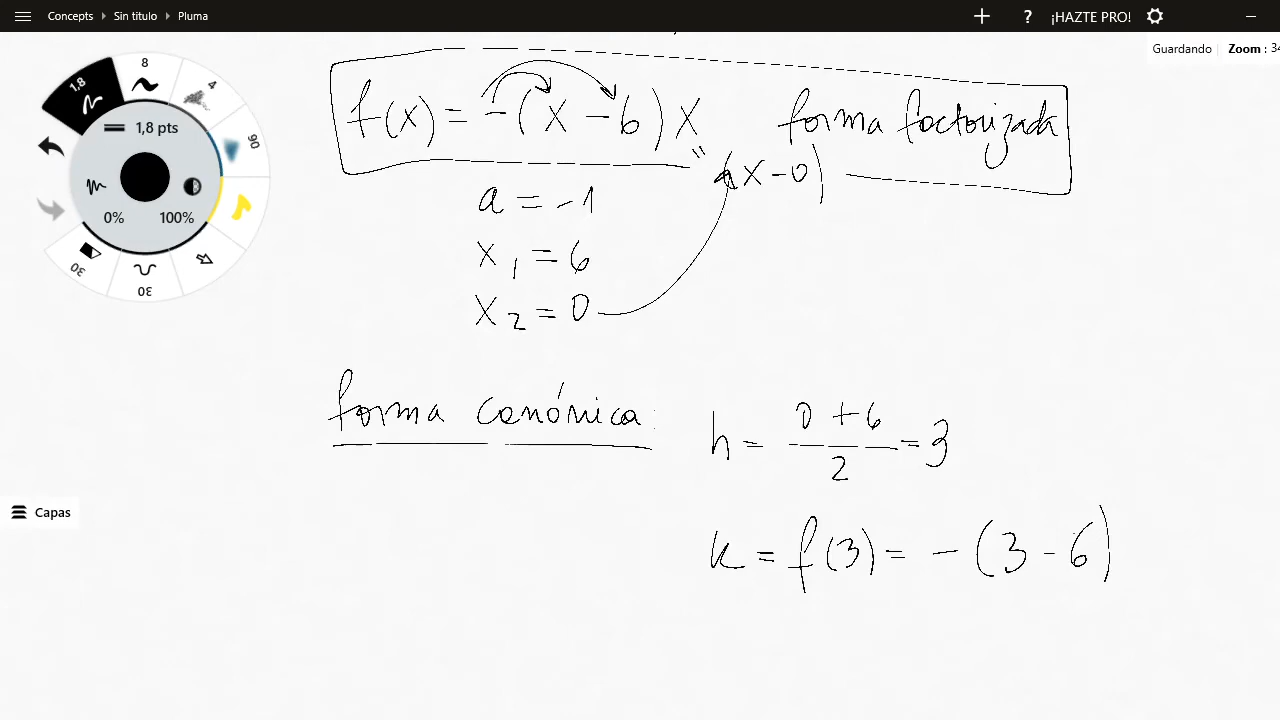 Concepts › Sin título › Pluma
+ ? ¡HAZTE PRO!
Guardando Zoom : 34
1,8 8 4 90 30 30
1,8 pts
0% 100%
f(x) = -(x - 6)x forma factorizada
" (x - 0)
a = -1
x₁ = 6
x₂ = 0
forma canónica: h = (0 + 6)/2 = 3
k = f(3) = -(3 - 6)
Capas